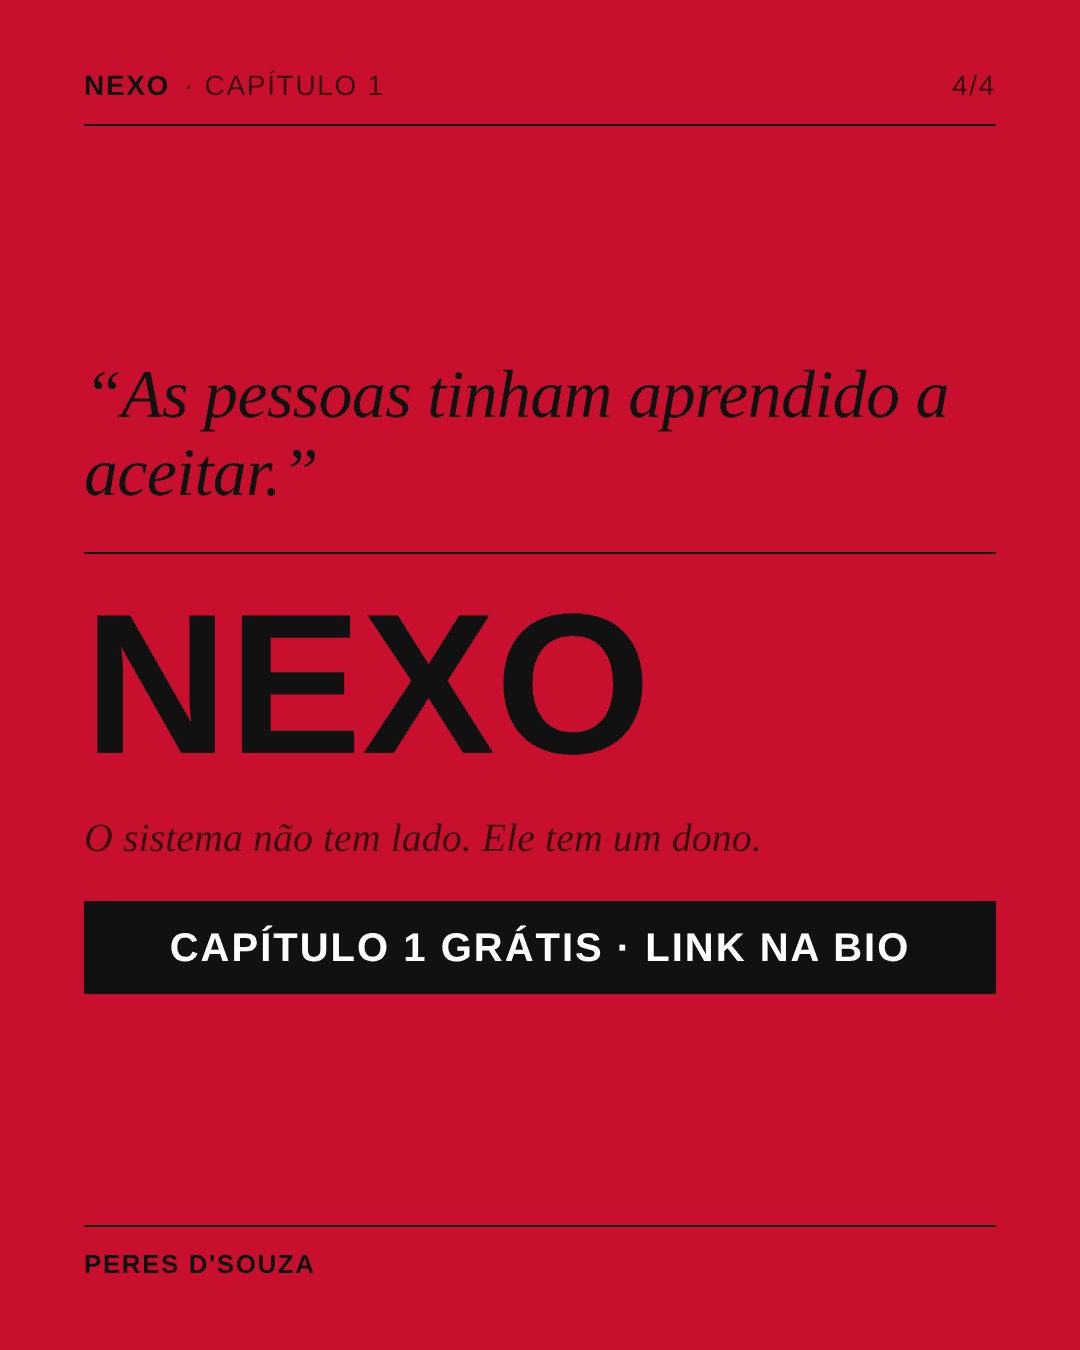 NEXO · CAPÍTULO 1
4/4
“As pessoas tinham aprendido a
aceitar.”
NEXO
O sistema não tem lado. Ele tem um dono.
CAPÍTULO 1 GRÁTIS · LINK NA BIO
PERES D'SOUZA